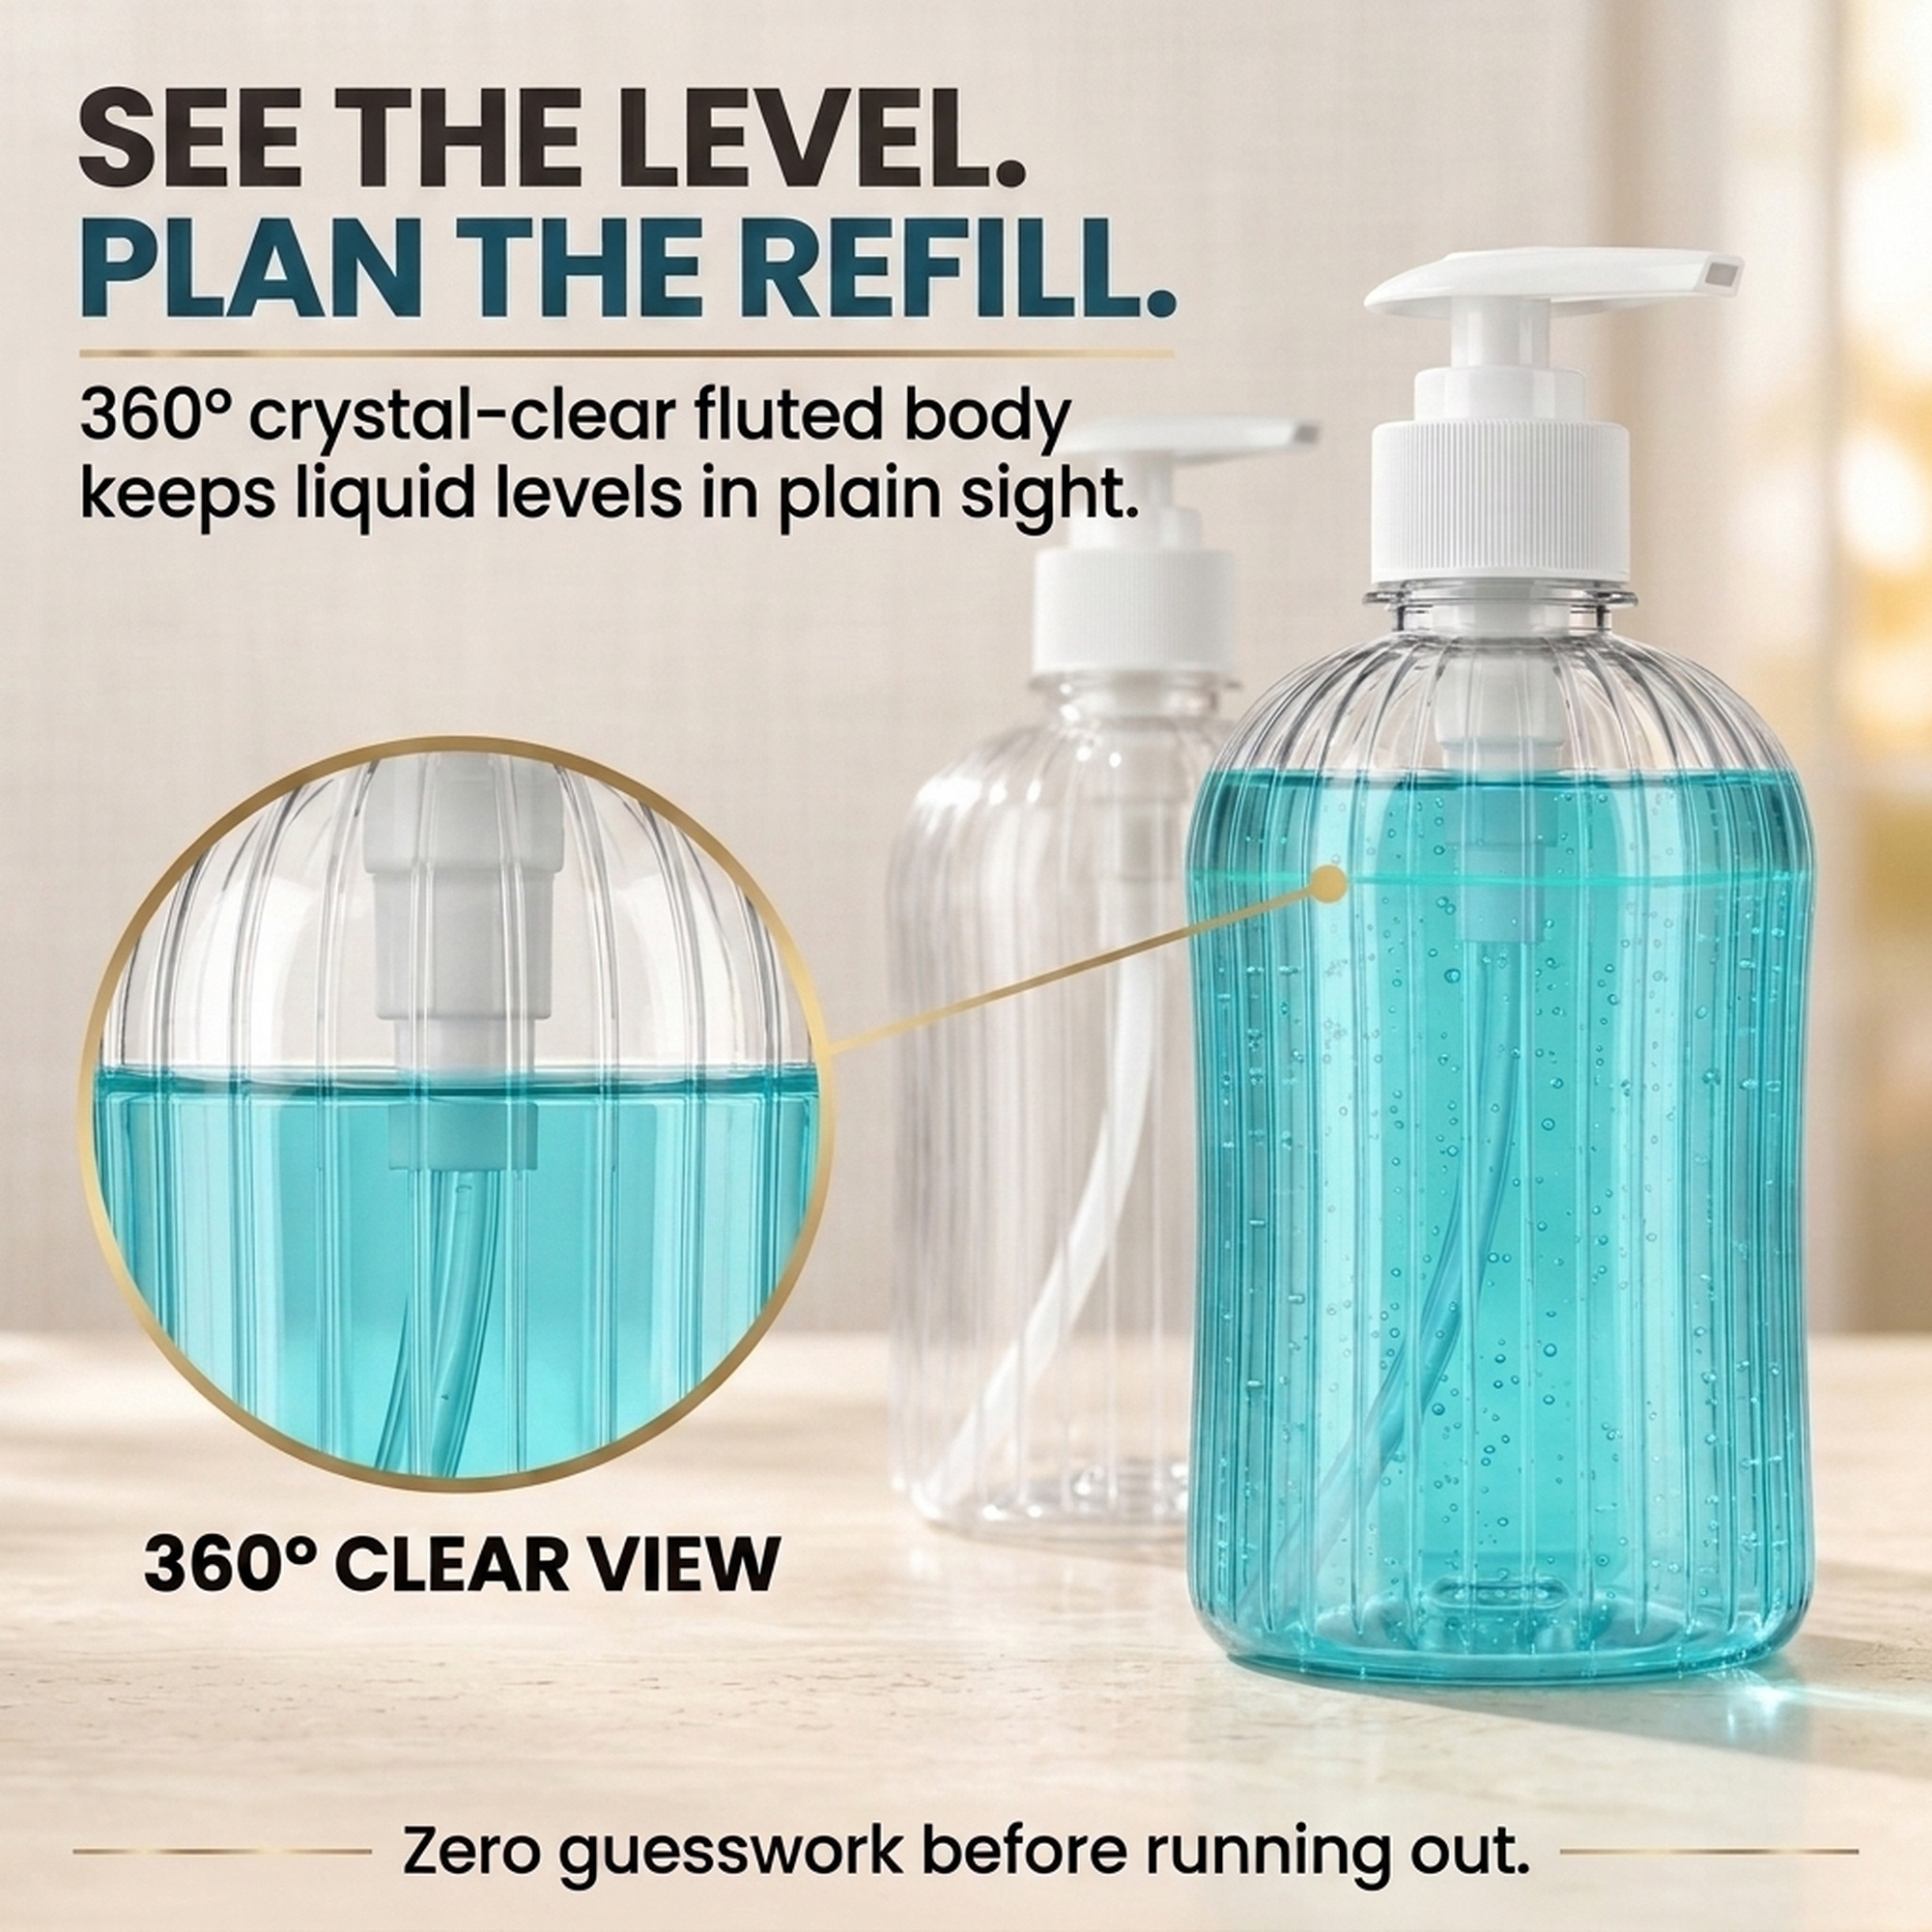 SEE THE LEVEL.
PLAN THE REFILL.
360° crystal-clear fluted body
keeps liquid levels in plain sight.
360° CLEAR VIEW
Zero guesswork before running out.